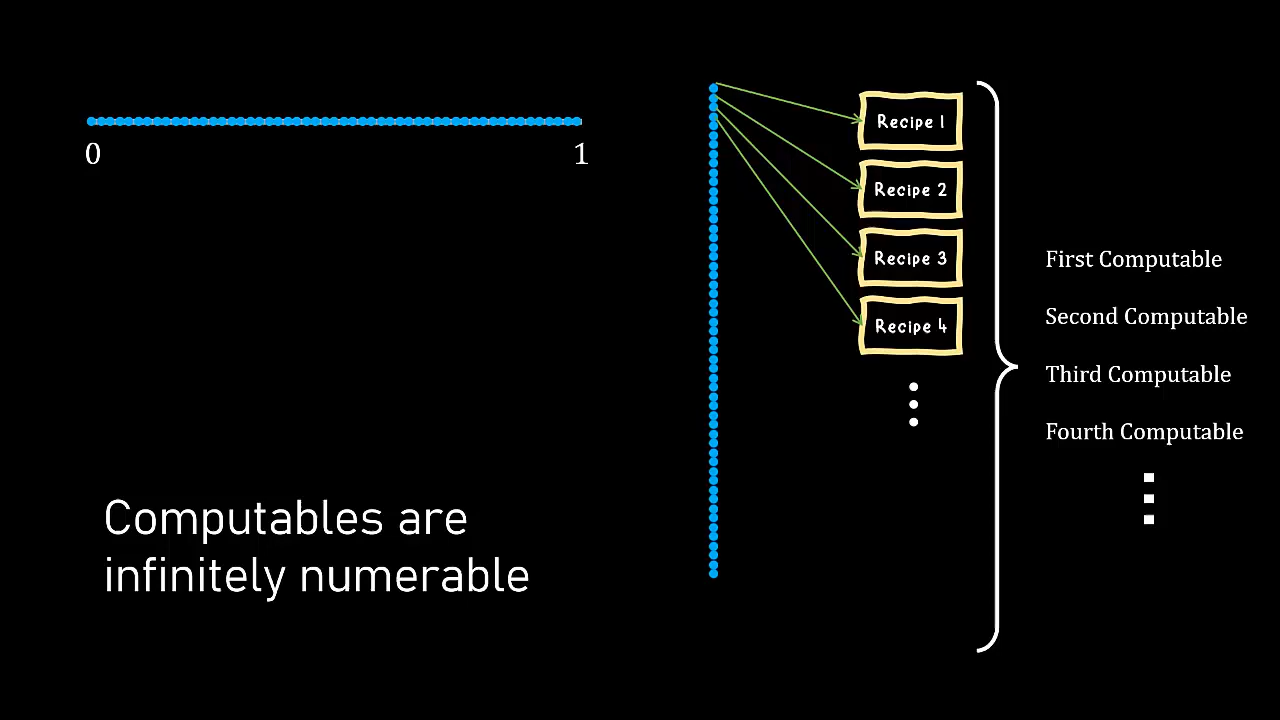 0
1
Recipe 1
Recipe 2
Recipe 3
Recipe 4
First Computable
Second Computable
Third Computable
Fourth Computable
Computables are
infinitely numerable